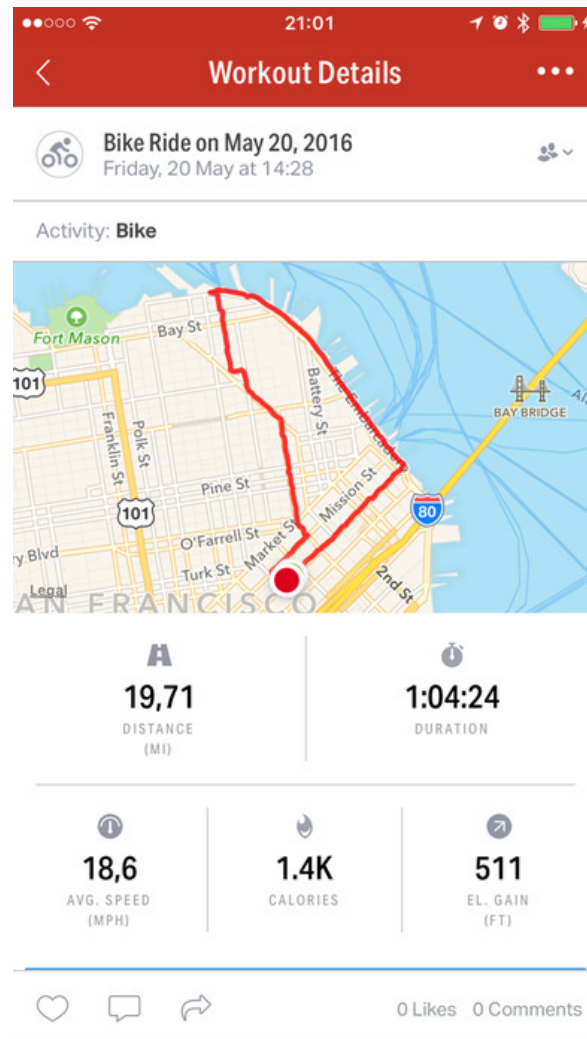 21:01
Workout Details
Bike Ride on May 20, 2016
Friday, 20 May at 14:28
Activity: Bike
Fort Mason
Bay St
101
Battery St
The Embarcadero
BAY BRIDGE
Franklin St
Polk St
Pine St
Mission St
101
80
O'Farrell St
Market St
y Blvd
Turk St
2nd St
Legal
AN FRANCISCO
19,71
DISTANCE
(MI)
1:04:24
DURATION
18,6
AVG. SPEED
(MPH)
1.4K
CALORIES
511
EL. GAIN
(FT)
0 Likes 0 Comments